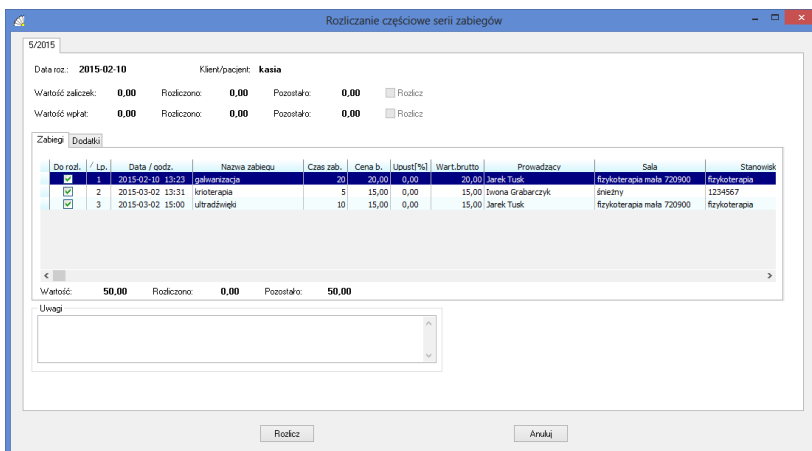 Rozliczanie częściowe serii zabiegów
5/2015
Data roz.: 2015-02-10 Klient/pacjent: kasia
Wartość zaliczek: 0,00 Rozliczono: 0,00 Pozostało: 0,00 Rozlicz
Wartość wpłat: 0,00 Rozliczono: 0,00 Pozostało: 0,00 Rozlicz
Zabiegi Dodatki
Do rozl. / Lp. Data / godz. Nazwa zabiegu Czas zab. Cena b. Upust[%] Wart.brutto Prowadzacy Sala Stanowisk
1 2015-02-10 13:23 galwanizacja 20 20,00 0,00 20,00 Jarek Tusk fizykoterapia mała 720900 fizykoterapia
2 2015-03-02 13:31 krioterapia 5 15,00 0,00 15,00 Iwona Grabarczyk śnieżny 1234567
3 2015-03-02 15:00 ultradźwięki 10 15,00 0,00 15,00 Jarek Tusk fizykoterapia mała 720900 fizykoterapia
Wartość: 50,00 Rozliczono: 0,00 Pozostało: 50,00
Uwagi
Rozlicz Anuluj